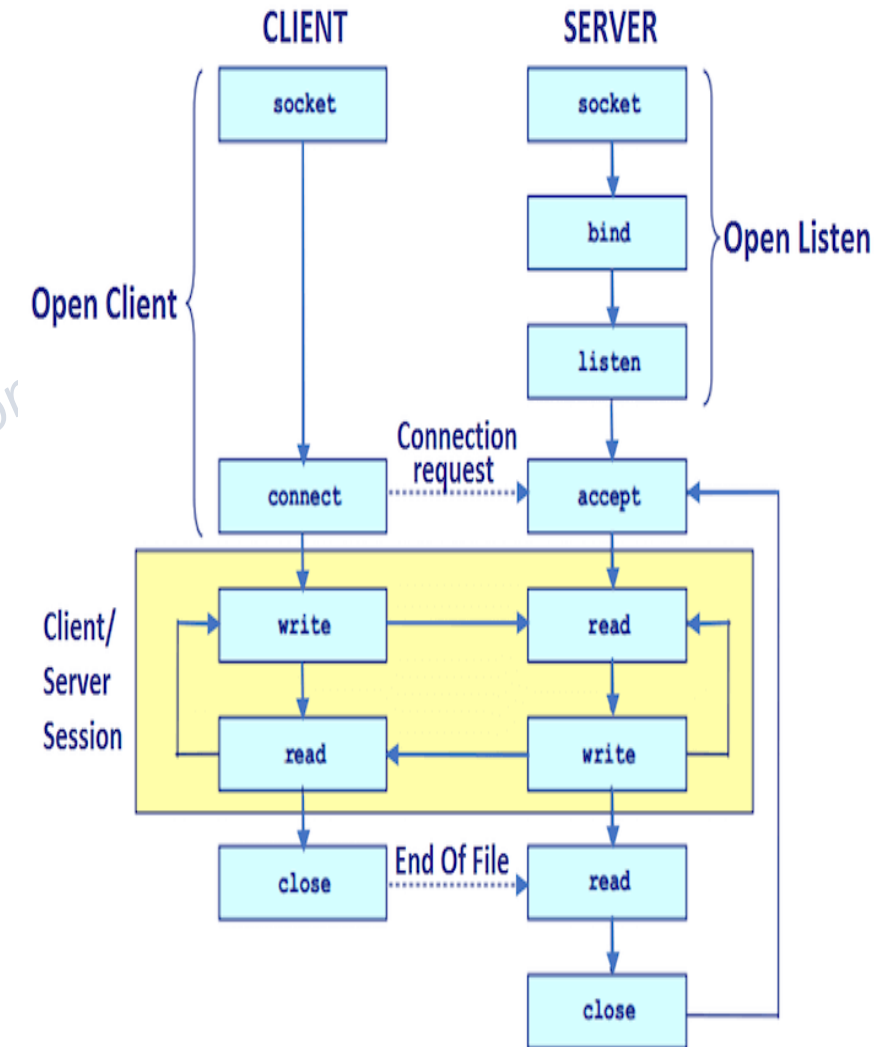 CLIENT
SERVER
socket
socket
bind
Open Listen
Open Client
listen
Connection
request
connect
accept
Client/
Server
Session
write
read
read
write
close
End Of File
read
close